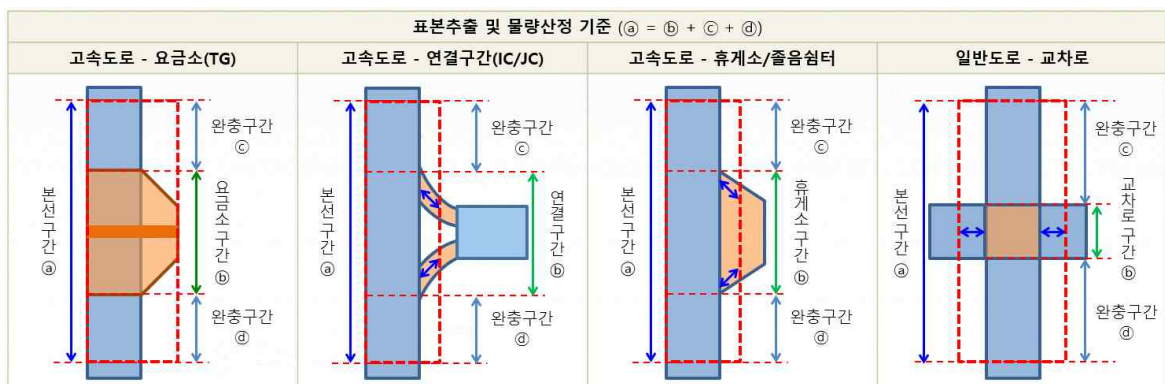 표본추출 및 물량산정 기준 (ⓐ = ⓑ + ⓒ + ⓓ)
고속도로 - 요금소(TG)
고속도로 - 연결구간(IC/JC)
고속도로 - 휴게소/졸음쉼터
일반도로 - 교차로
본선구간
ⓐ
완충구간
ⓒ
요금소구간
ⓑ
완충구간
ⓓ
본선구간
ⓐ
완충구간
ⓒ
연결구간
ⓑ
완충구간
ⓓ
본선구간
ⓐ
완충구간
ⓒ
휴게소구간
ⓑ
완충구간
ⓓ
본선구간
ⓐ
완충구간
ⓒ
교차로구간
ⓑ
완충구간
ⓓ